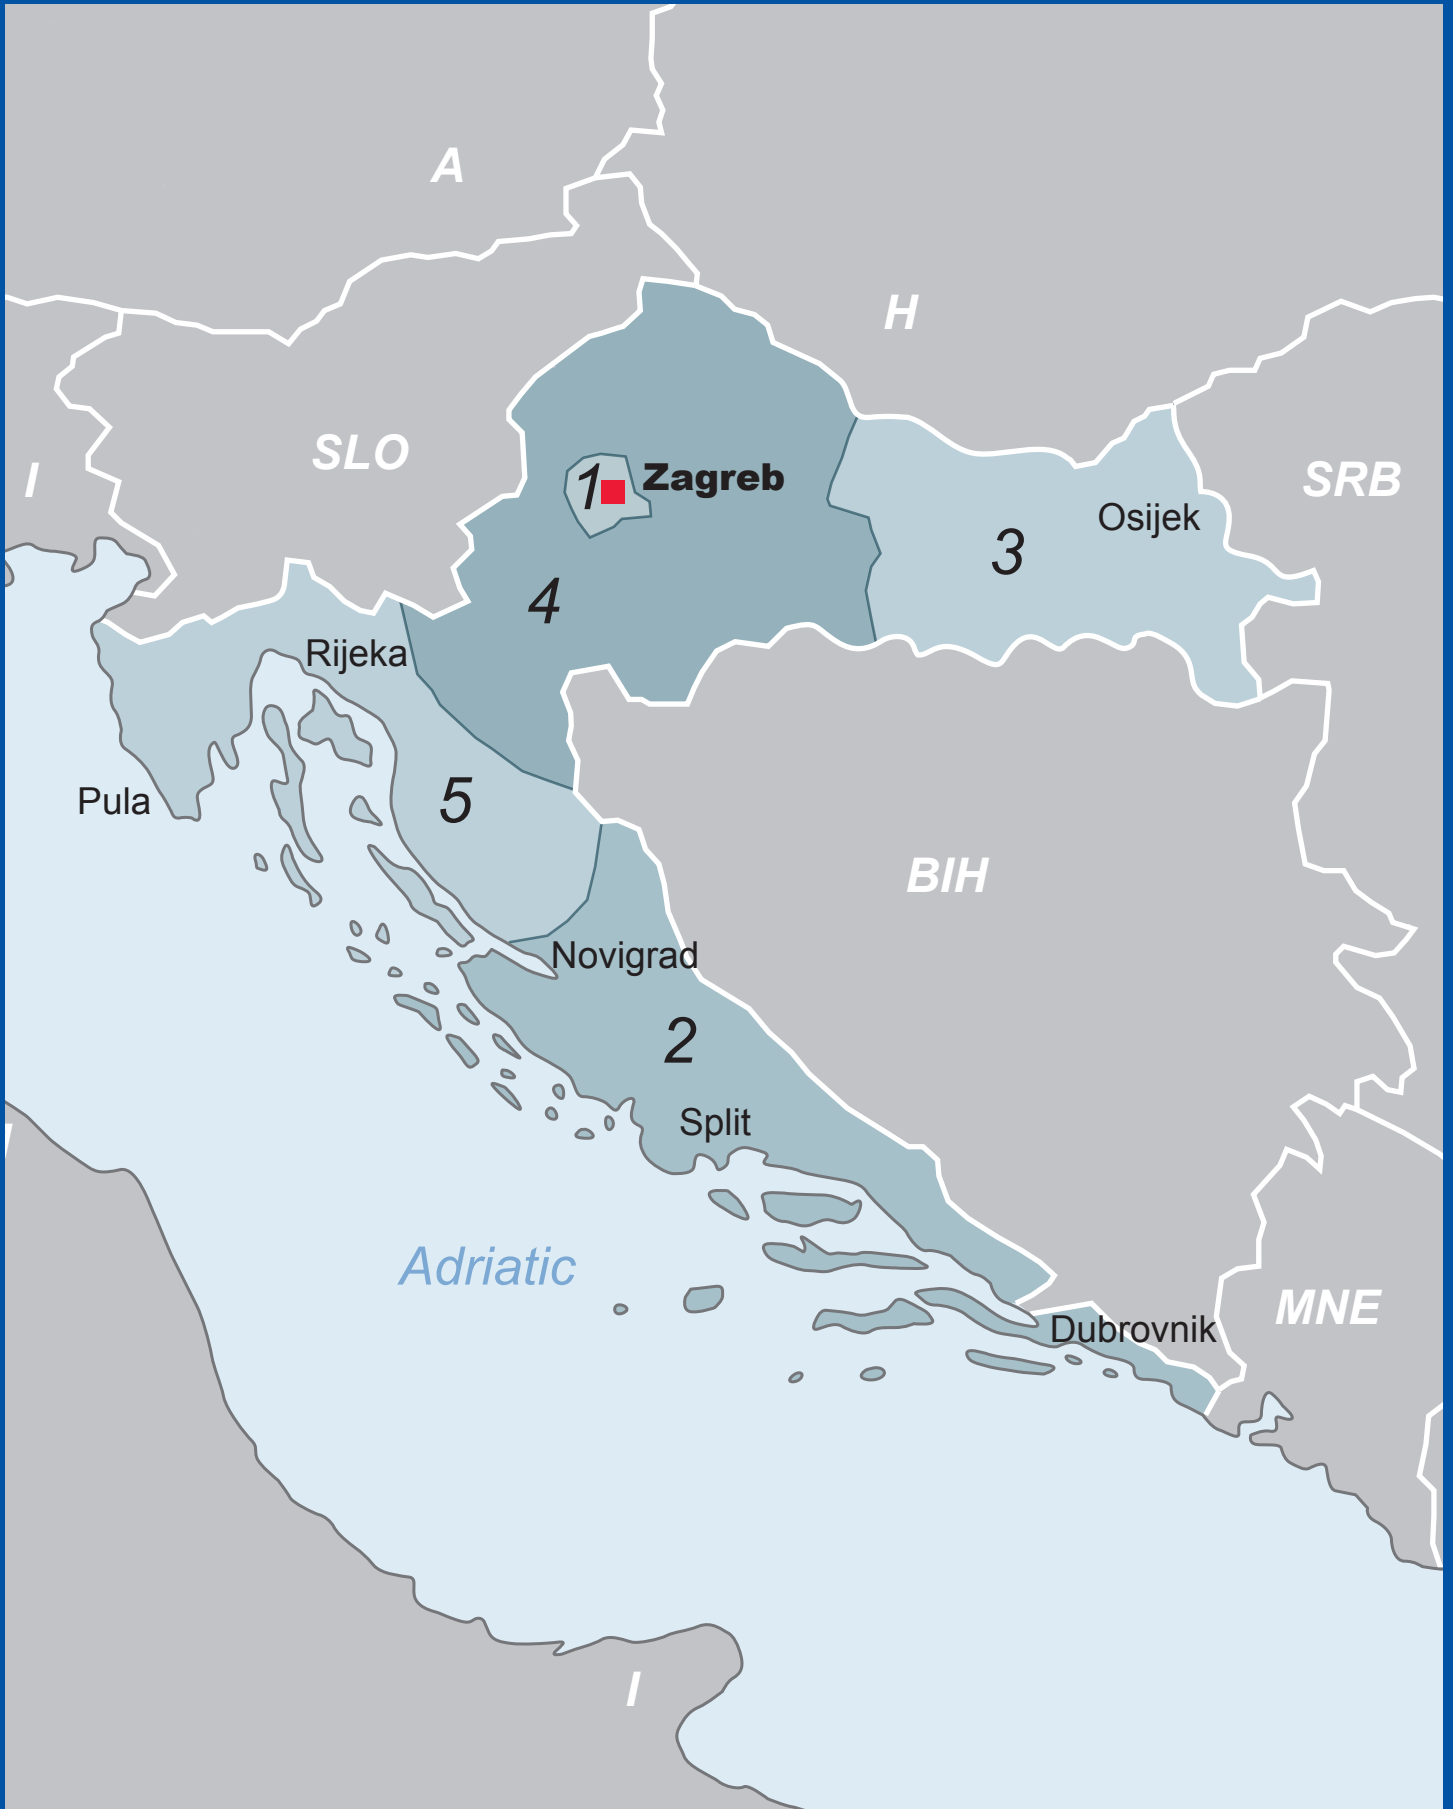 A
H
SLO
I
SRB
1
Zagreb
Osijek
3
4
Rijeka
Pula
5
BIH
Novigrad
2
Split
I
Adriatic
MNE
Dubrovnik
I